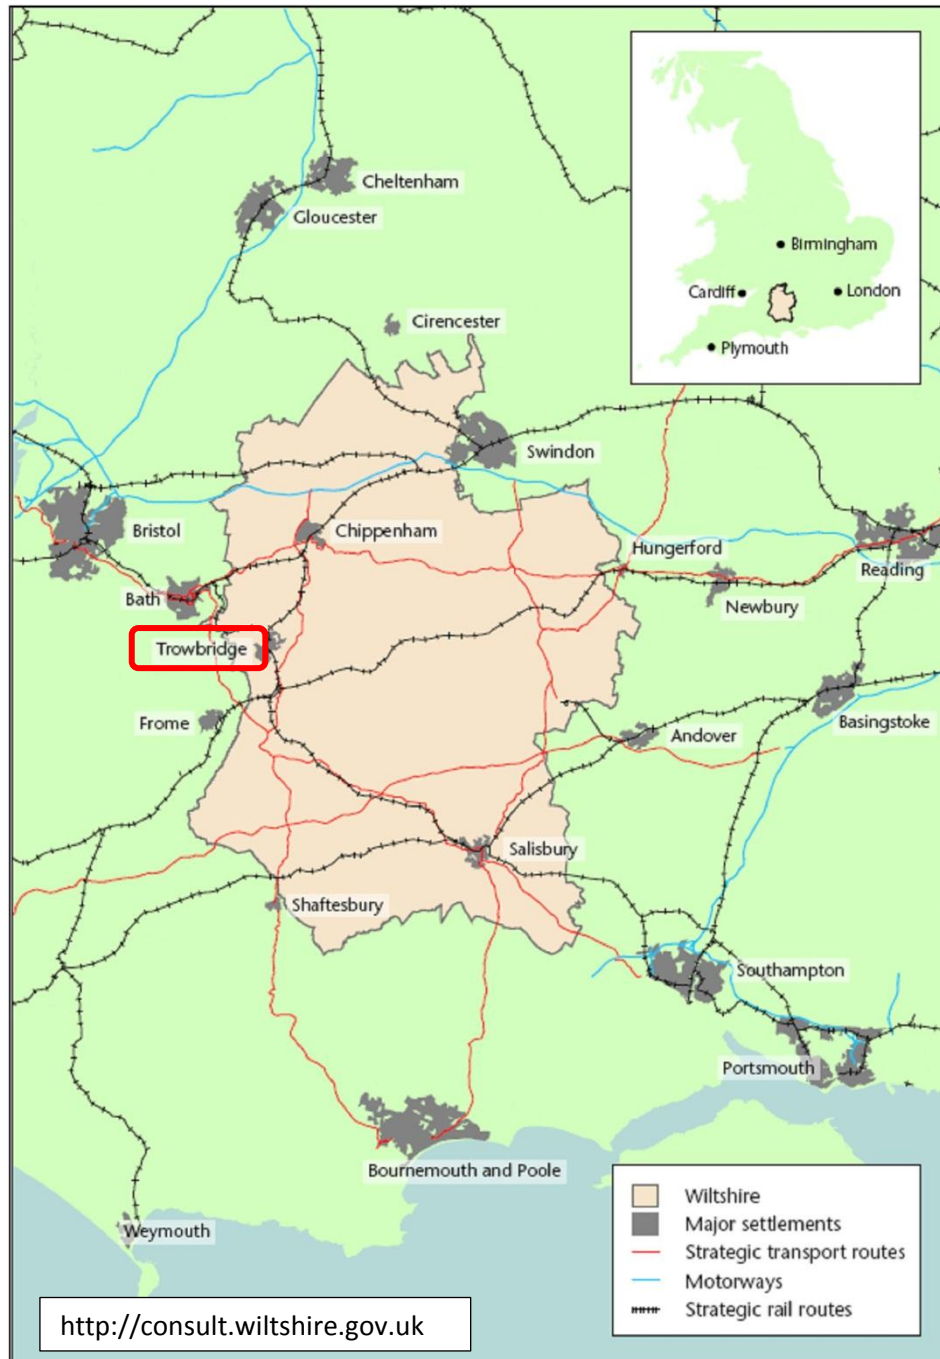 Cheltenham
Gloucester
Birmingham
Cardiff
London
Cirencester
Plymouth
Swindon
Bristol
Chippenham
Hungerford
Reading
Bath
Newbury
Trowbridge
Frome
Andover
Basingstoke
Salisbury
Shaftesbury
Southampton
Portsmouth
Bournemouth and Poole
Weymouth
Wiltshire
Major settlements
Strategic transport routes
Motorways
Strategic rail routes
http://consult.wiltshire.gov.uk